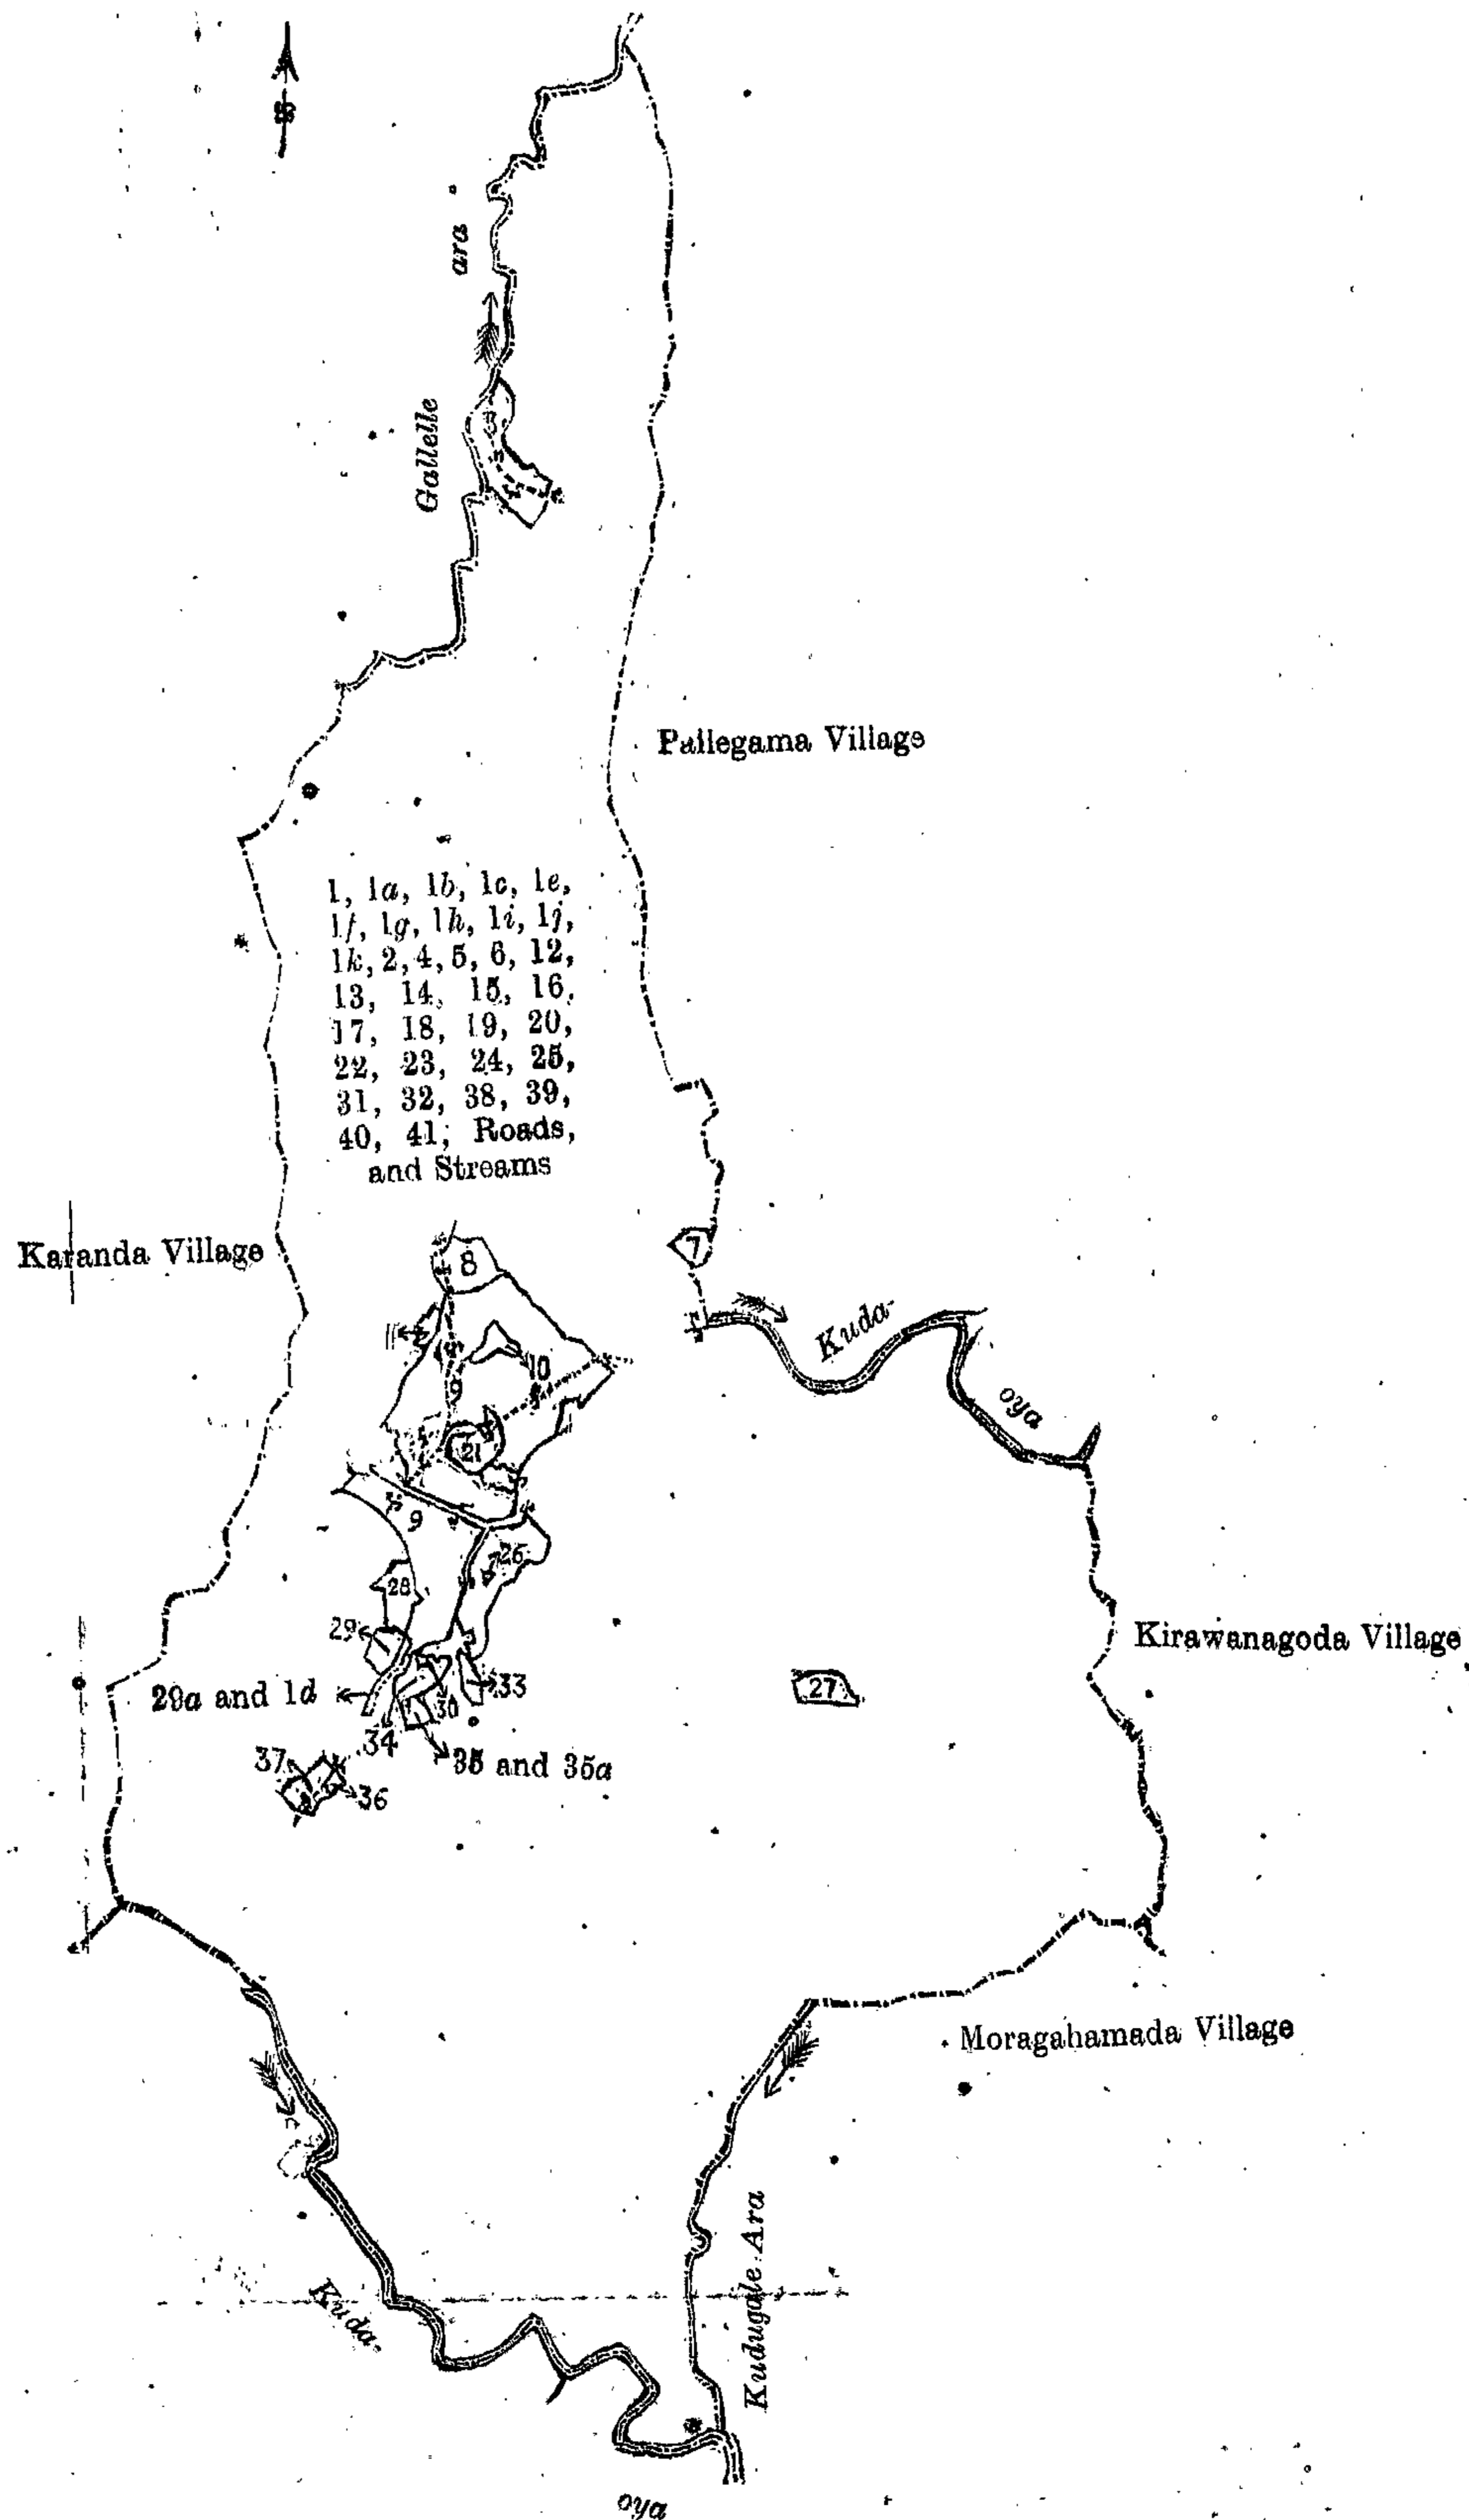 ara
Gallelle
3
Pallegama Village
1, 1a, 1b, 1c, 1e,
1f, 1g, 1h, 1i, 1j,
1k, 2, 4, 5, 6, 12,
13, 14, 15, 16,
17, 18, 19, 20,
22, 23, 24, 25,
31, 32, 38, 39,
40, 41; Roads,
and Streams
Karanda Village
7
8
Kuda-
oya
11
10
9
21
9
26
28
29
Kirawanagoda Village
29a and 1d
33
27
30
34
35 and 35a
37
36
Moragahamada Village
Kudugale Ara
Kuda-
oya